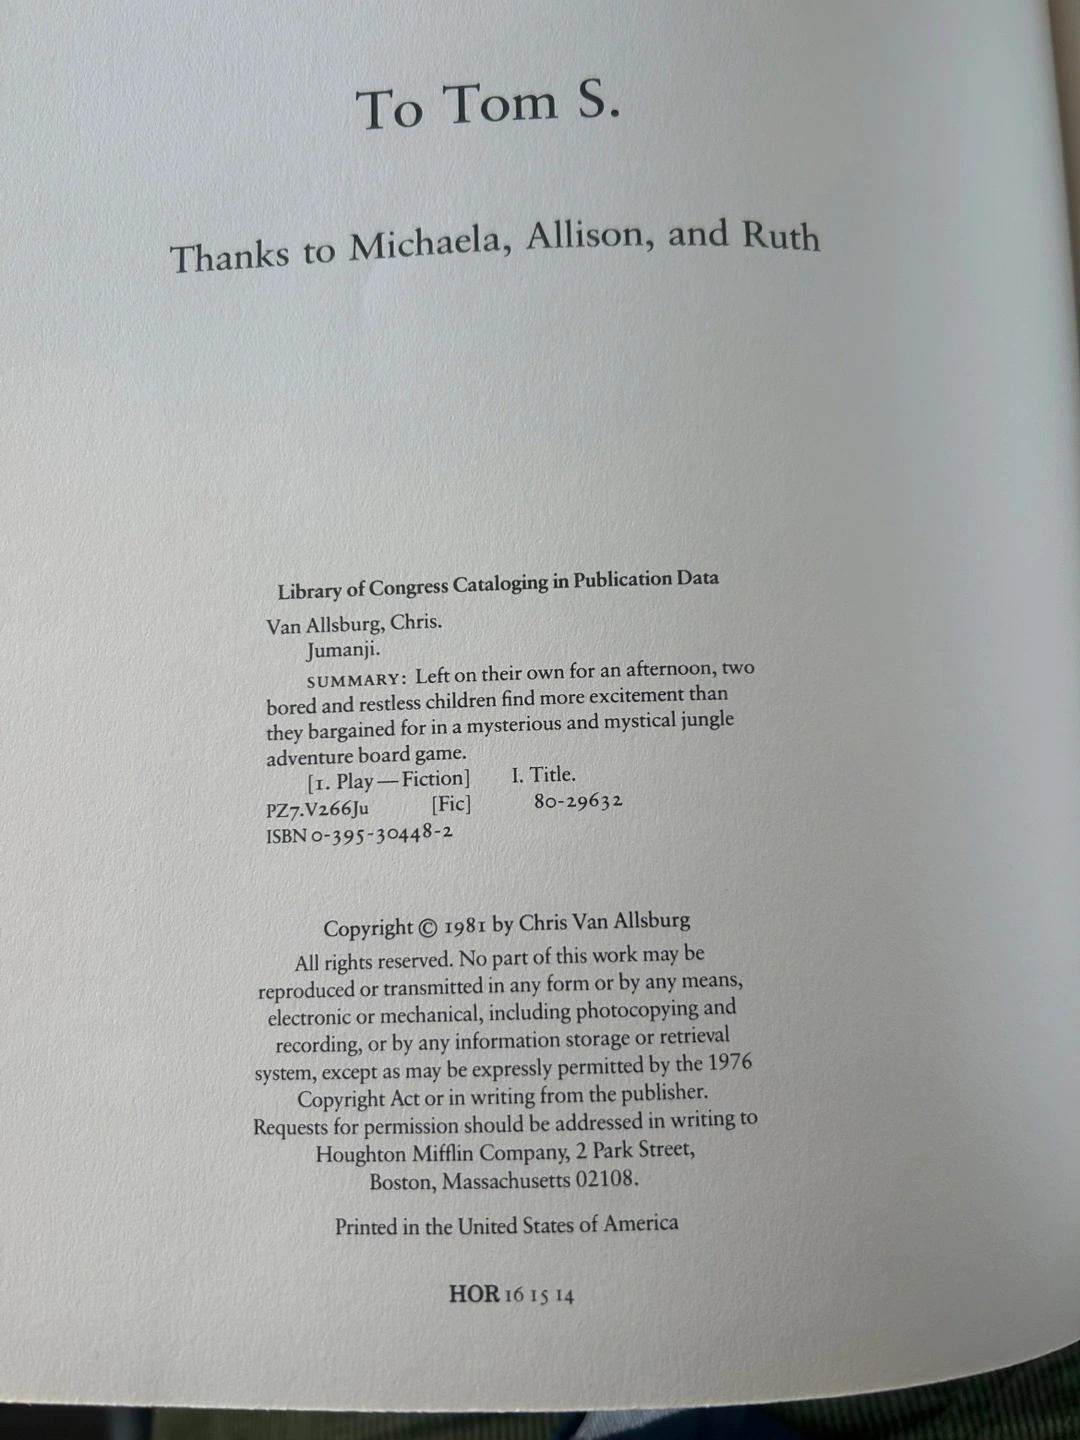 To Tom S.
Thanks to Michaela, Allison, and Ruth
Library of Congress Cataloging in Publication Data
Van Allsburg, Chris.
Jumanji.
SUMMARY: Left on their own for an afternoon, two
bored and restless children find more excitement than
they bargained for in a mysterious and mystical jungle
adventure board game.
[1. Play—Fiction] I. Title.
PZ7.V266Ju [Fic] 80-29632
ISBN 0-395-30448-2
Copyright © 1981 by Chris Van Allsburg
All rights reserved. No part of this work may be
reproduced or transmitted in any form or by any means,
electronic or mechanical, including photocopying and
recording, or by any information storage or retrieval
system, except as may be expressly permitted by the 1976
Copyright Act or in writing from the publisher.
Requests for permission should be addressed in writing to
Houghton Mifflin Company, 2 Park Street,
Boston, Massachusetts 02108.
Printed in the United States of America
HOR 16 15 14